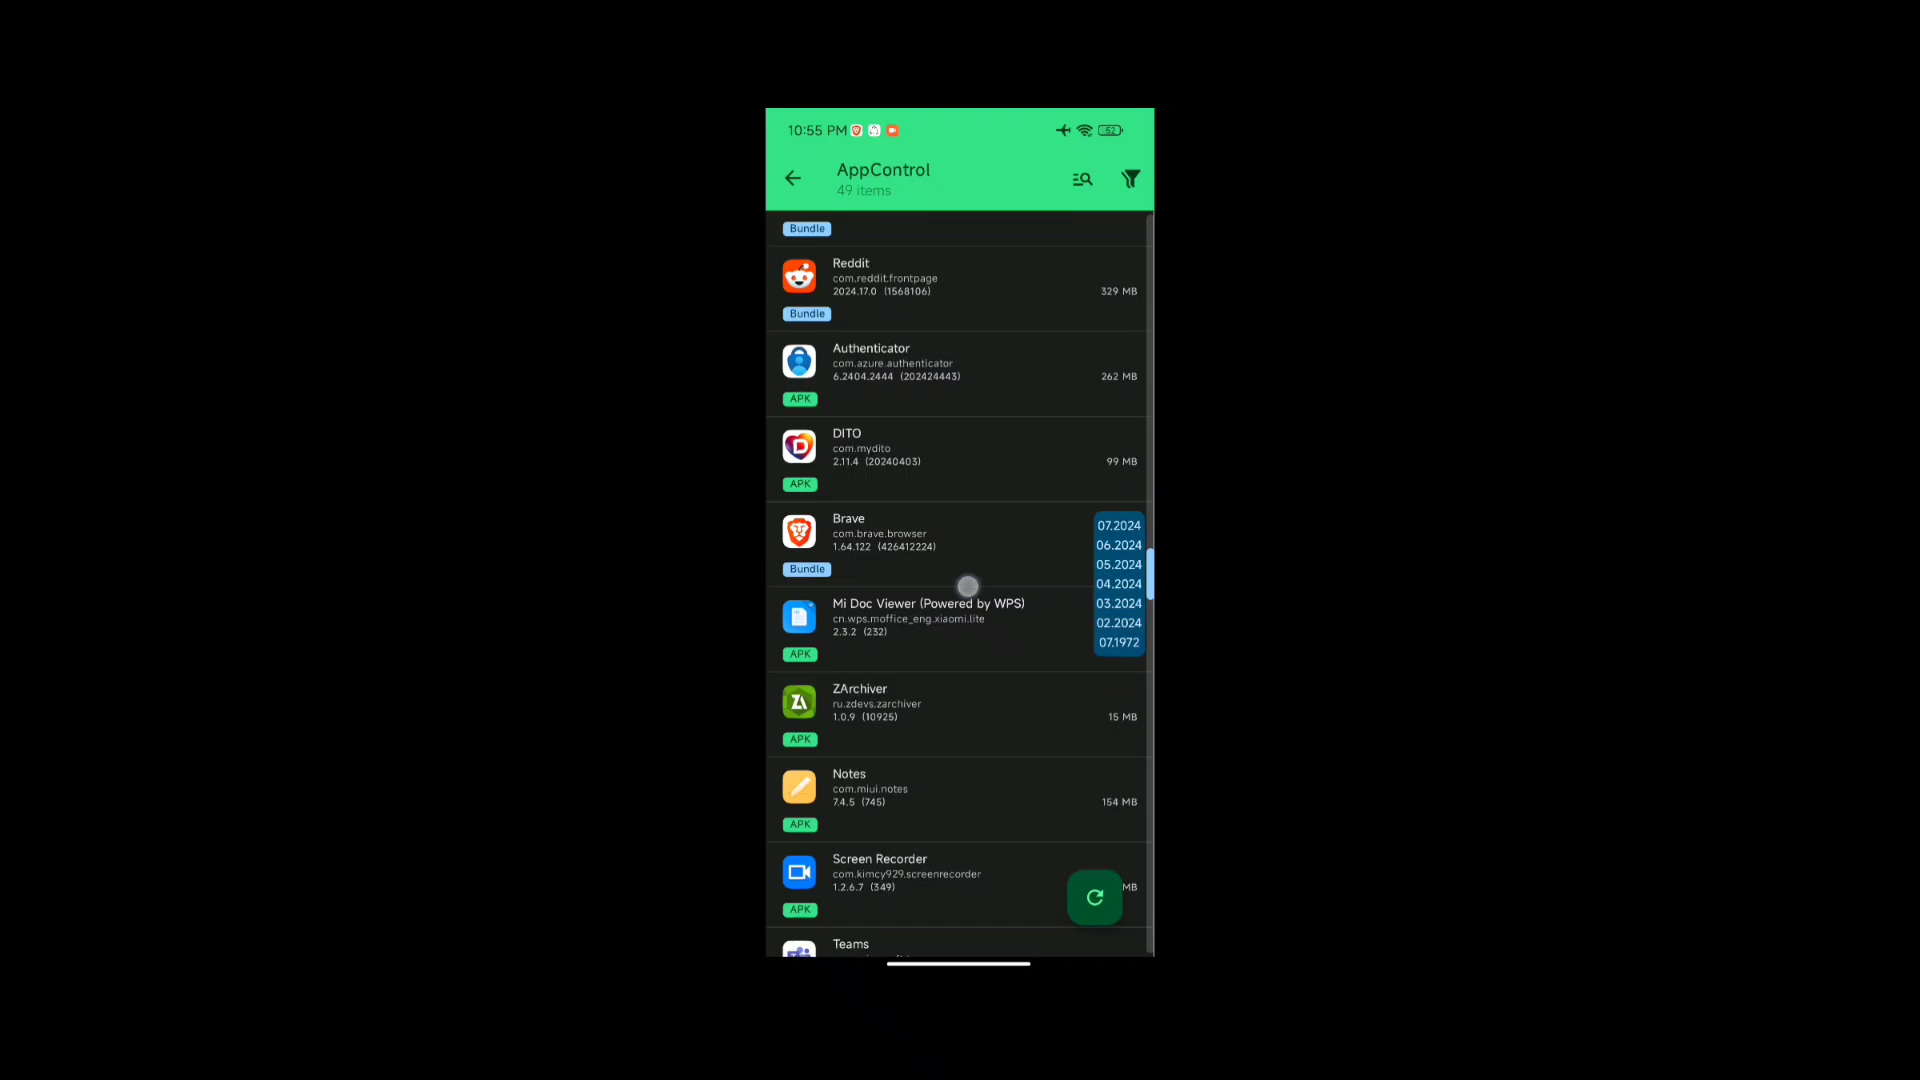 10:55 PM
52
AppControl
49 items
Bundle
Reddit
com.reddit.frontpage
2024.17.0 (1568106)
329 MB
Bundle
Authenticator
com.azure.authenticator
6.2404.2444 (202424443)
262 MB
APK
DITO
com.mydito
2.11.4 (20240403)
99 MB
APK
Brave
com.brave.browser
1.64.122 (426412224)
Bundle
07.2024
06.2024
05.2024
04.2024
03.2024
02.2024
07.1972
Mi Doc Viewer (Powered by WPS)
cn.wps.moffice_eng.xiaomi.lite
2.3.2 (232)
APK
ZArchiver
ru.zdevs.zarchiver
1.0.9 (10925)
15 MB
APK
Notes
com.miui.notes
7.4.5 (745)
154 MB
APK
Screen Recorder
com.kimcy929.screenrecorder
1.2.6.7 (349)
MB
APK
Teams